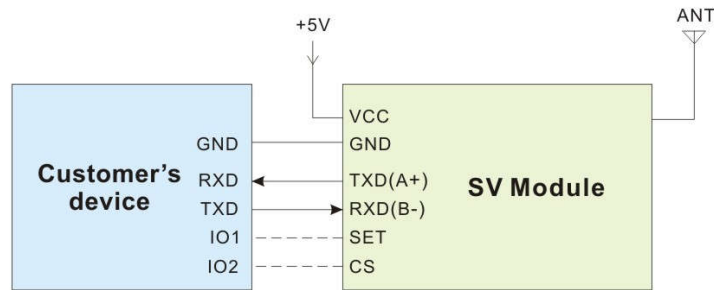 ANT
+5V
VCC
GND GND
RXD TXD(A+)
Customer's
device
SV Module
TXD RXD(B-)
IO1 SET
IO2 CS